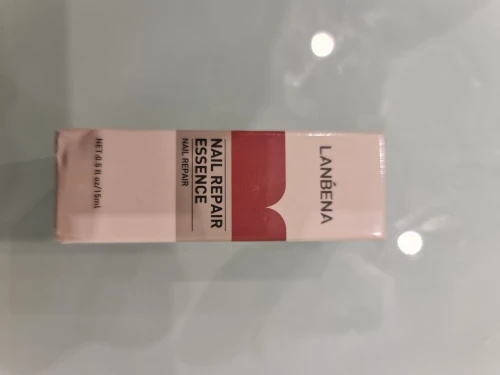 LANBENA
NAIL REPAIR
ESSENCE
NAIL REPAIR
NET:0.5 fl oz/15ml